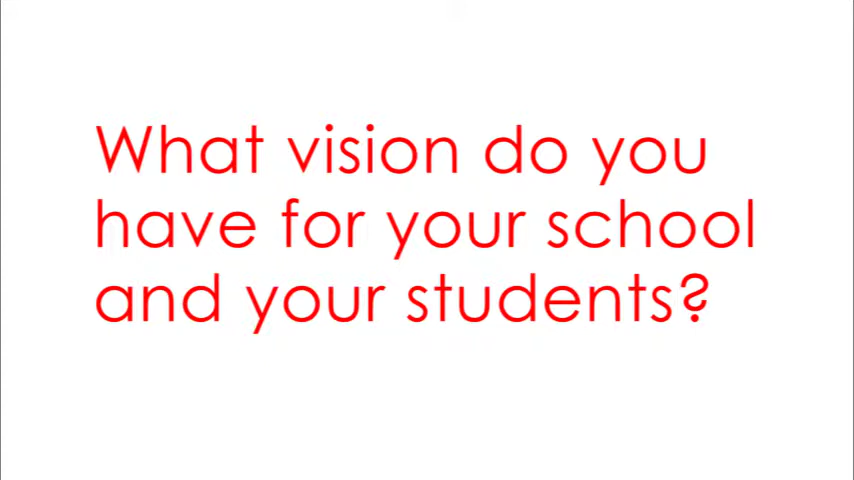 What vision do you
have for your school
and your students?